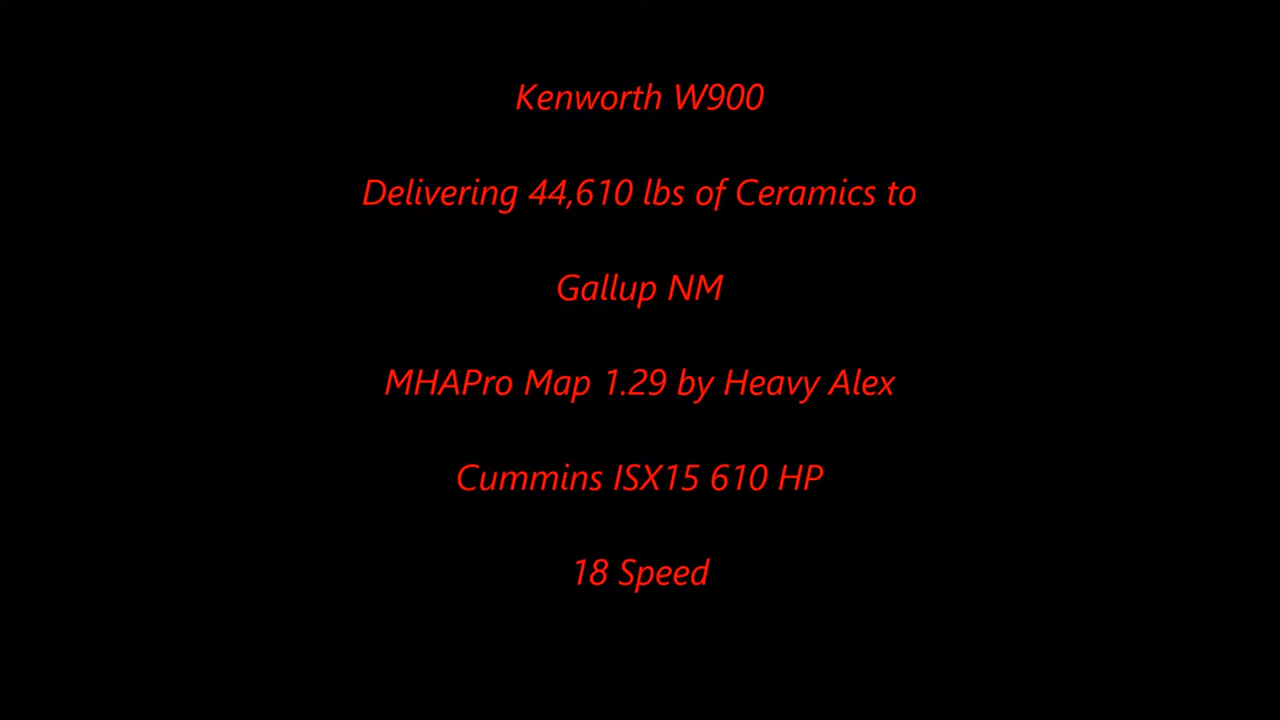 Kenworth W900
Delivering 44,610 lbs of Ceramics to
Gallup NM
MHAPro Map 1.29 by Heavy Alex
Cummins ISX15 610 HP
18 Speed